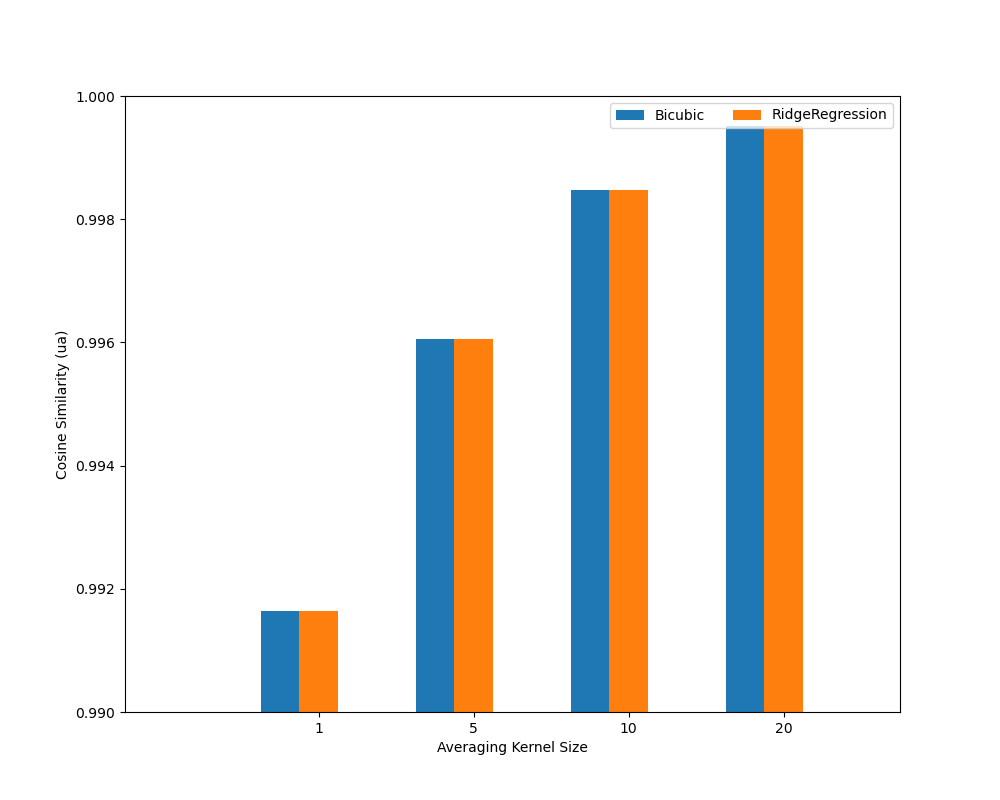 1.000
Bicubic RidgeRegression
0.998
0.996
Cosine Similarity (ua)
0.994
0.992
0.990
1 5 10 20
Averaging Kernel Size